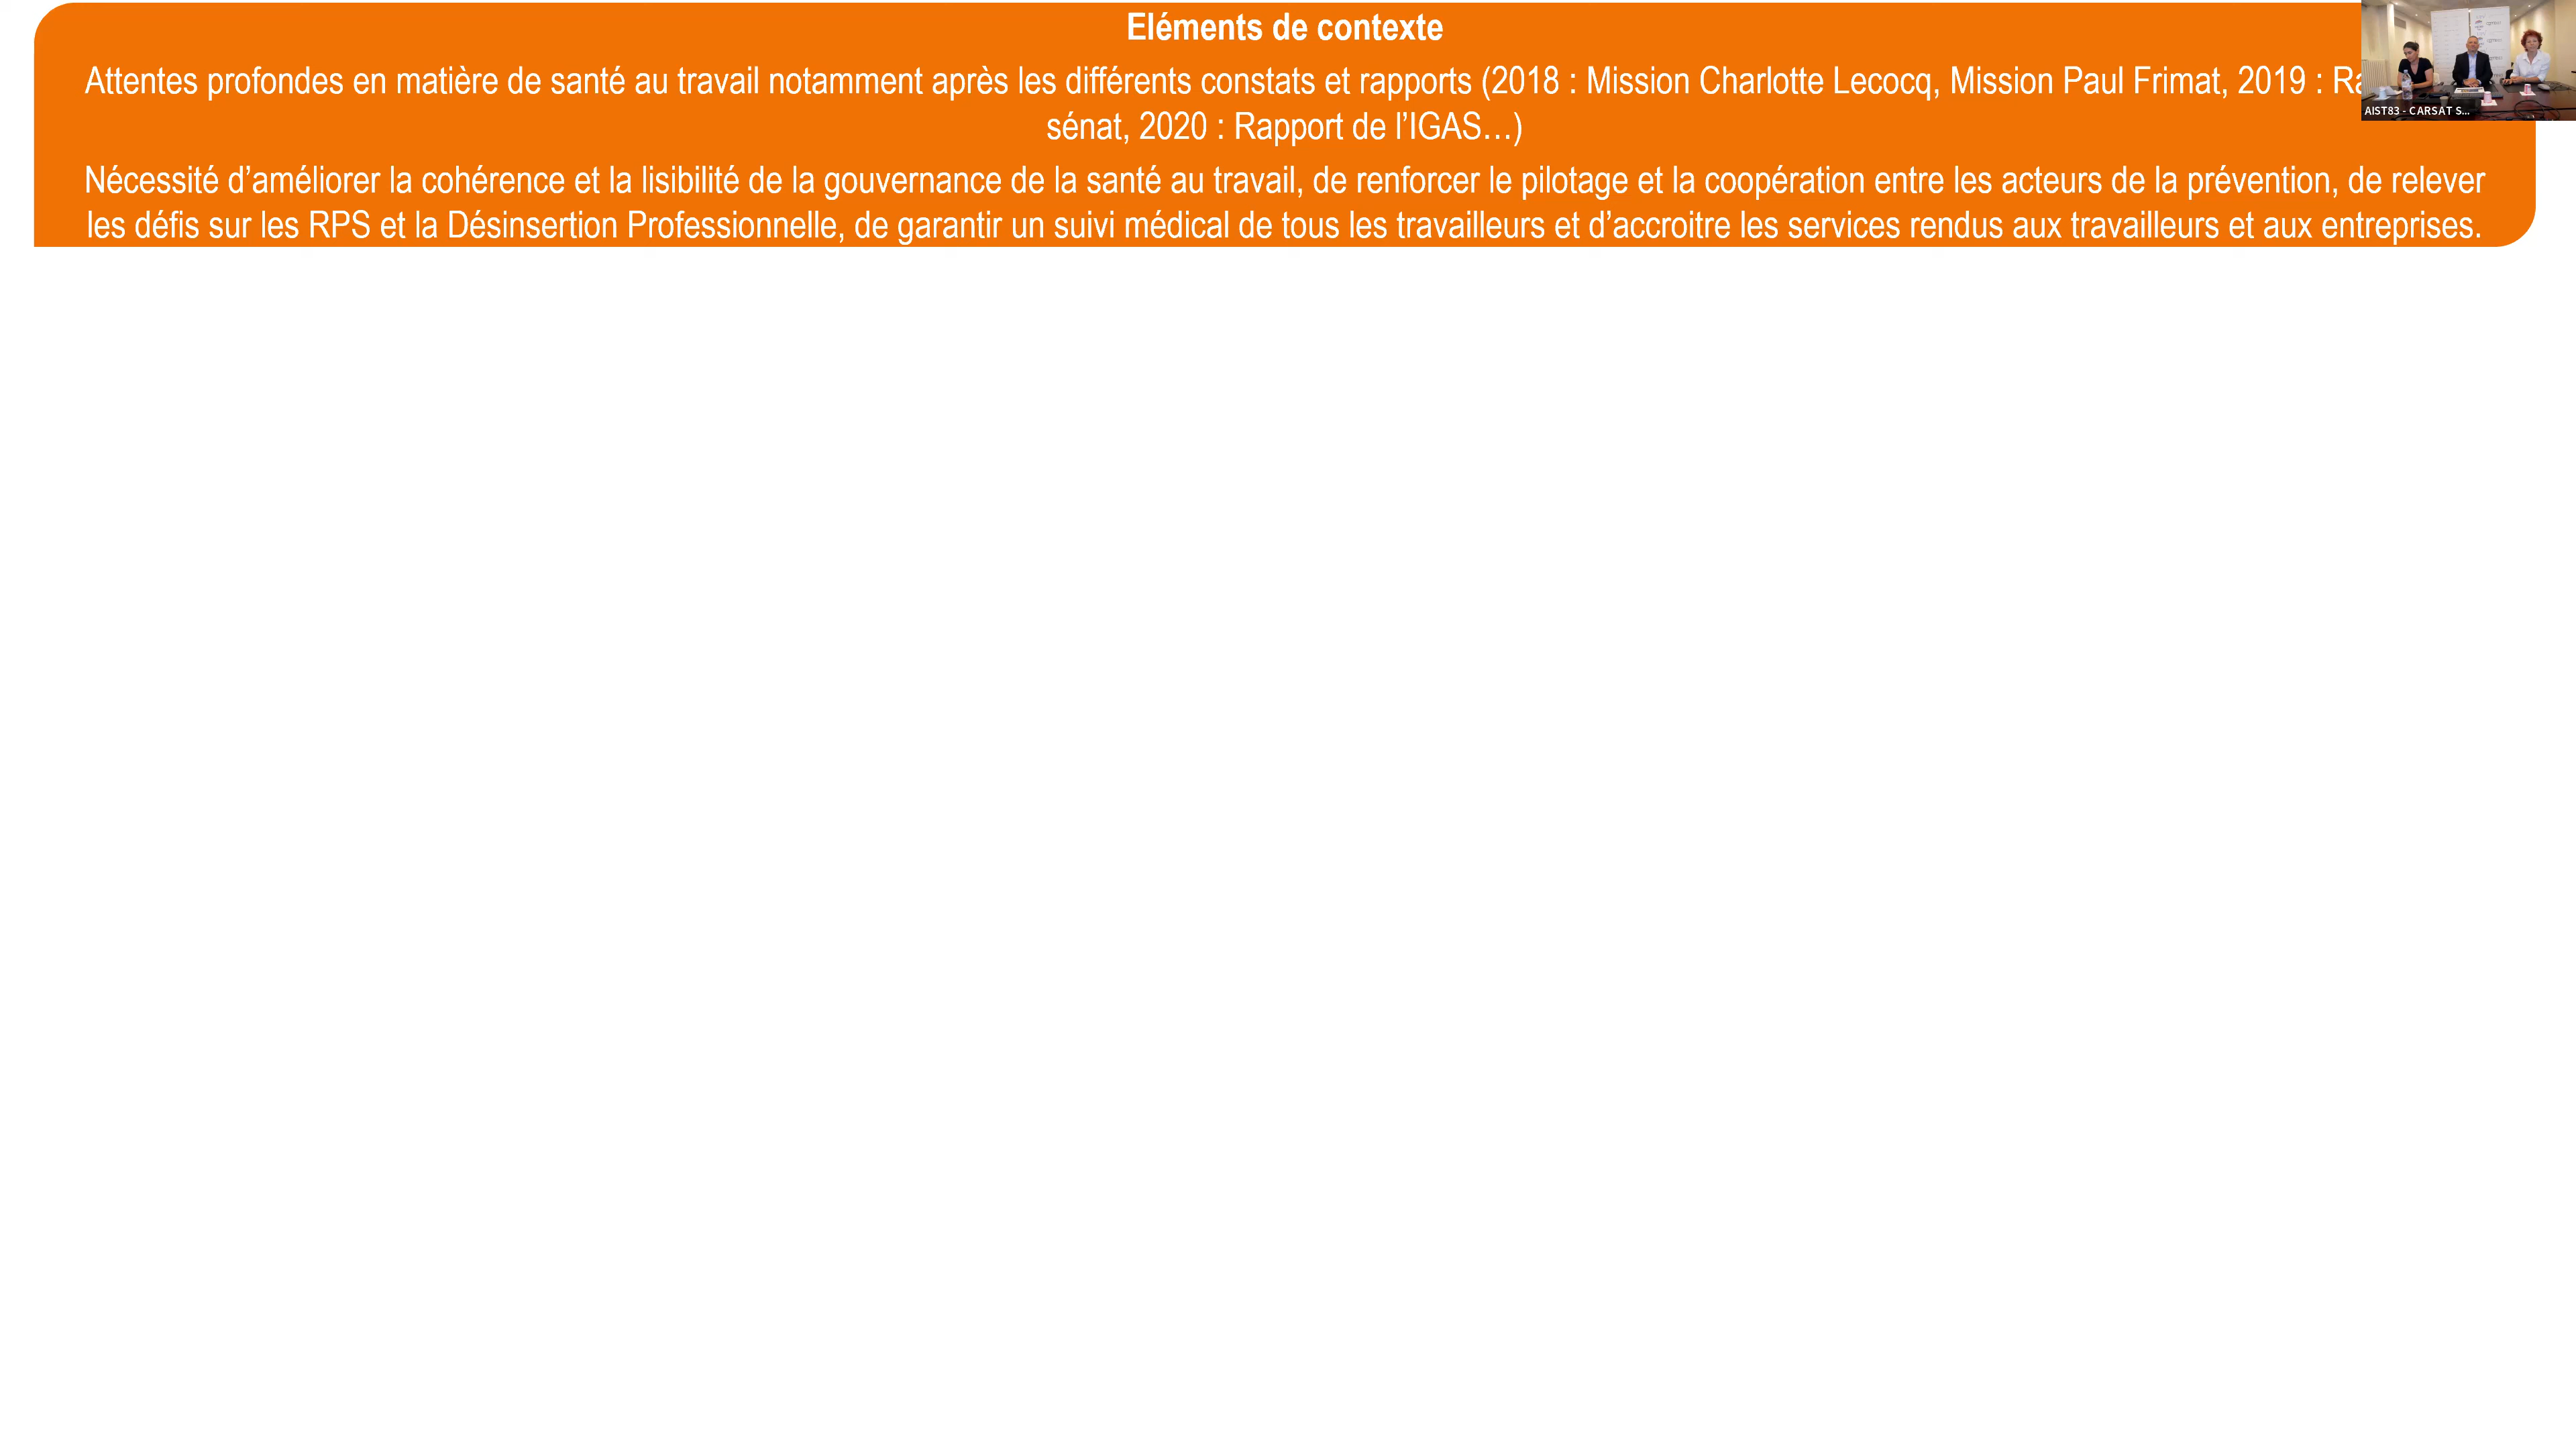 Eléments de contexte
Attentes profondes en matière de santé au travail notamment après les différents constats et rapports (2018 : Mission Charlotte Lecocq, Mission Paul Frimat, 2019 :
sénat, 2020 : Rapport de l’IGAS…)
Nécessité d’améliorer la cohérence et la lisibilité de la gouvernance de la santé au travail, de renforcer le pilotage et la coopération entre les acteurs de la prévention, de relever
les défis sur les RPS et la Désinsertion Professionnelle, de garantir un suivi médical de tous les travailleurs et d’accroitre les services rendus aux travailleurs et aux entreprises.
AIST83 - CARSAT S...